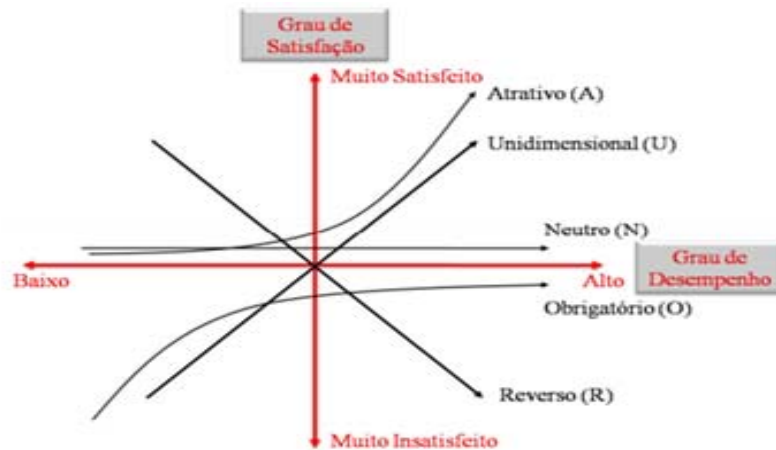 Grau de
Satisfação
Muito Satisfeito
Atrativo (A)
Unidimensional (U)
Neutro (N)
Baixo
Alto
Grau de
Desempenho
Obrigatório (O)
Reverso (R)
Muito Insatisfeito